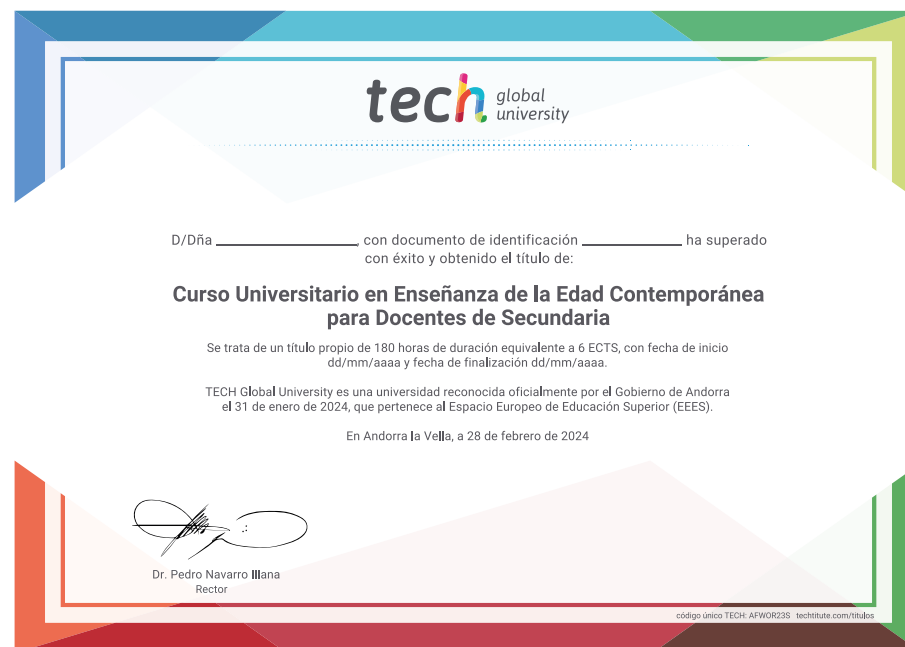 tech global university
D/Dña ____________, con documento de identificación ____________ ha superado
con éxito y obtenido el título de:
Curso Universitario en Enseñanza de la Edad Contemporánea
para Docentes de Secundaria
Se trata de un título propio de 180 horas de duración equivalente a 6 ECTS, con fecha de inicio
dd/mm/aaaa y fecha de finalización dd/mm/aaaa.
TECH Global University es una universidad reconocida oficialmente por el Gobierno de Andorra
el 31 de enero de 2024, que pertenece al Espacio Europeo de Educación Superior (EEES).
En Andorra la Vella, a 28 de febrero de 2024
Dr. Pedro Navarro Illana
Rector
código único TECH: AFWOR23S techtitute.com/titulos